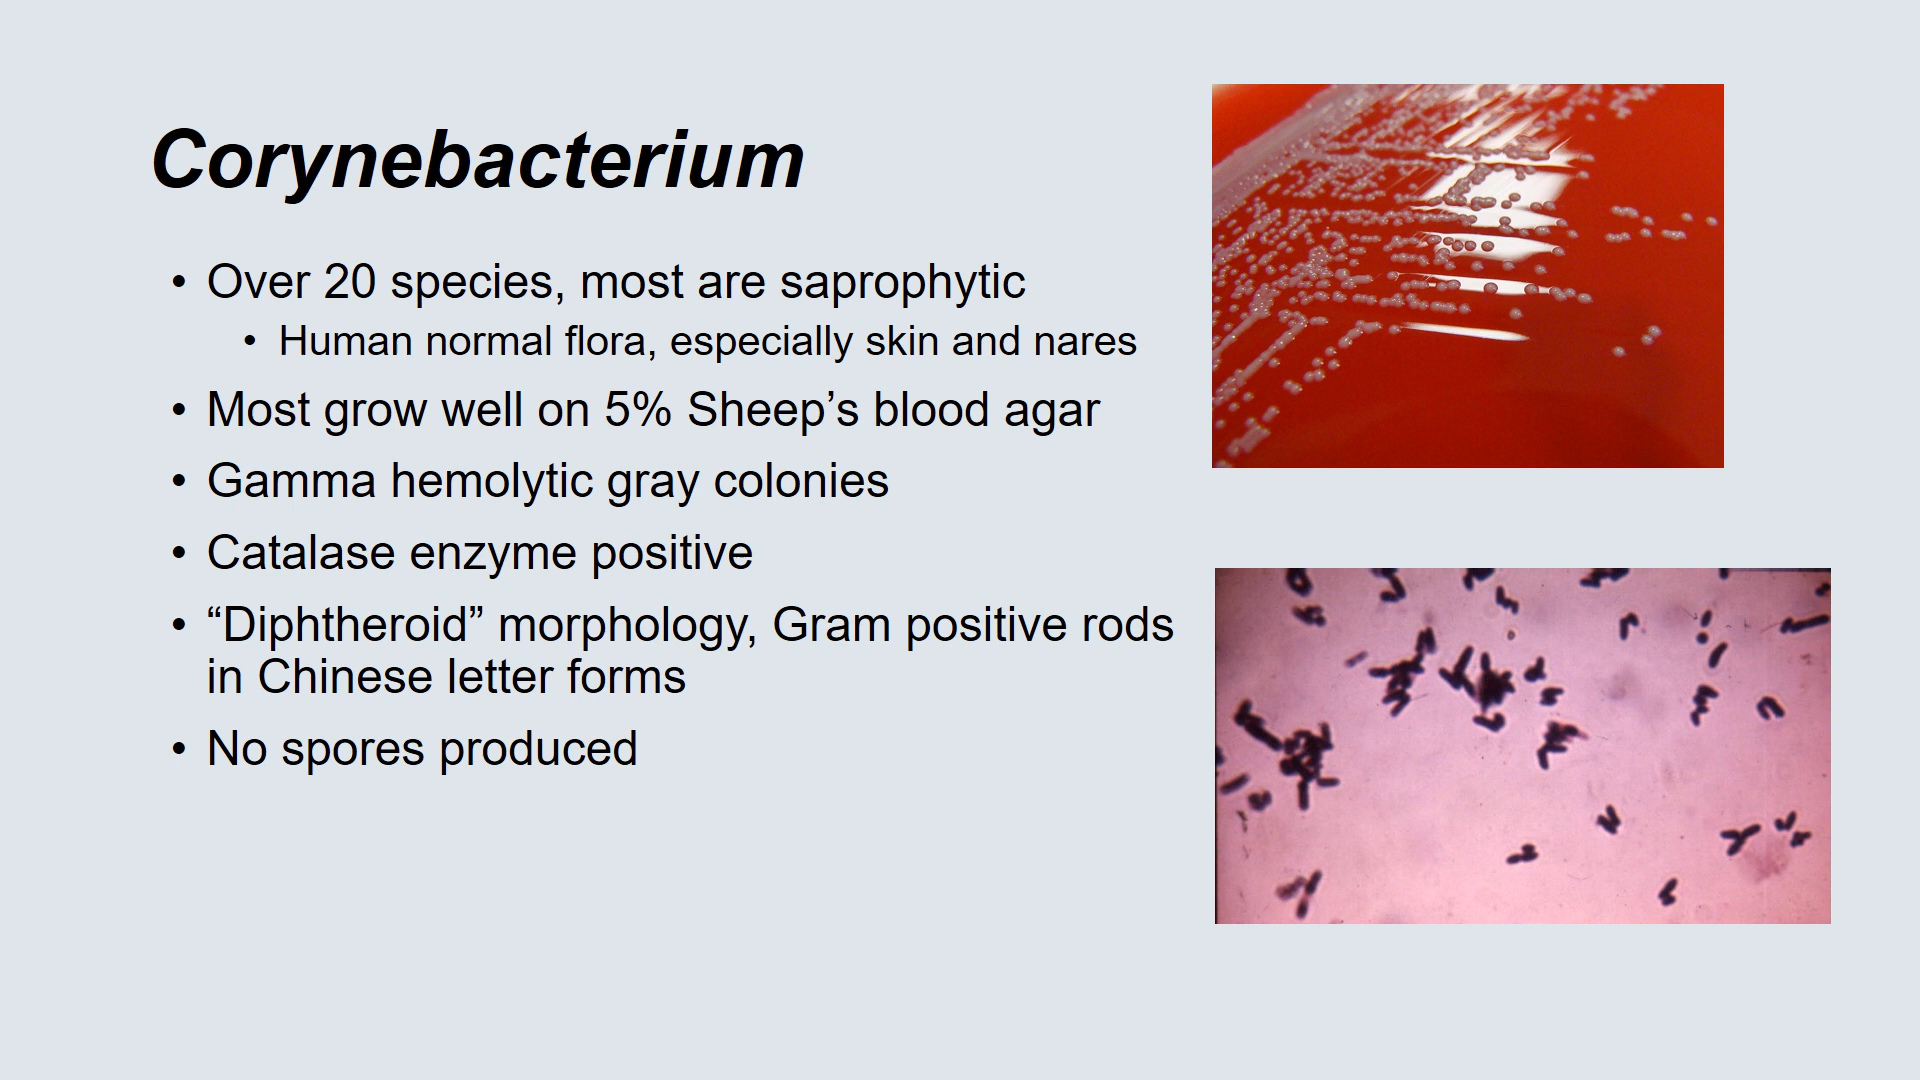 Corynebacterium
• Over 20 species, most are saprophytic
• Human normal flora, especially skin and nares
• Most grow well on 5% Sheep’s blood agar
• Gamma hemolytic gray colonies
• Catalase enzyme positive
• “Diphtheroid” morphology, Gram positive rods
in Chinese letter forms
• No spores produced